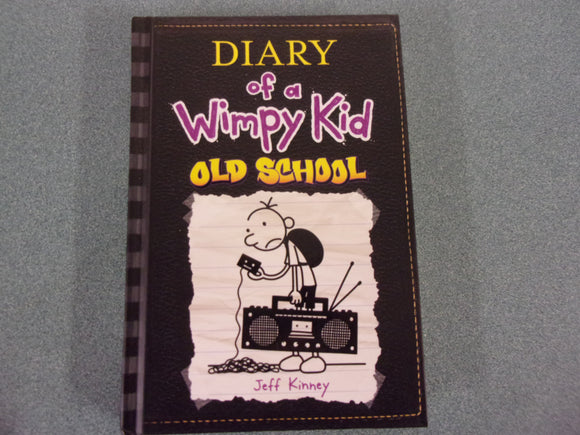 DIARY
of a
Wimpy Kid
OLD SCHOOL
Jeff Kinney